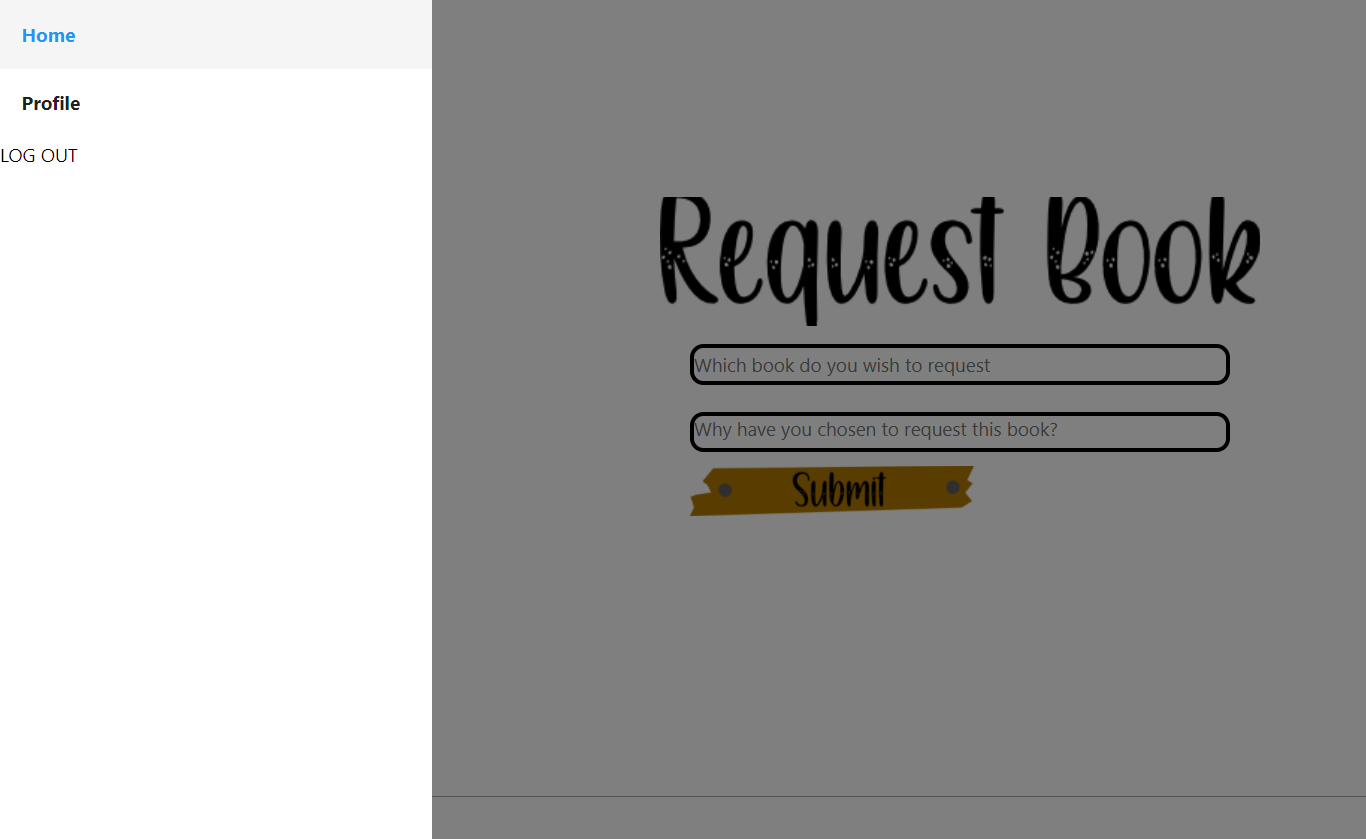 Home
Profile
LOG OUT
Request Book
Which book do you wish to request
Why have you chosen to request this book?
Submit